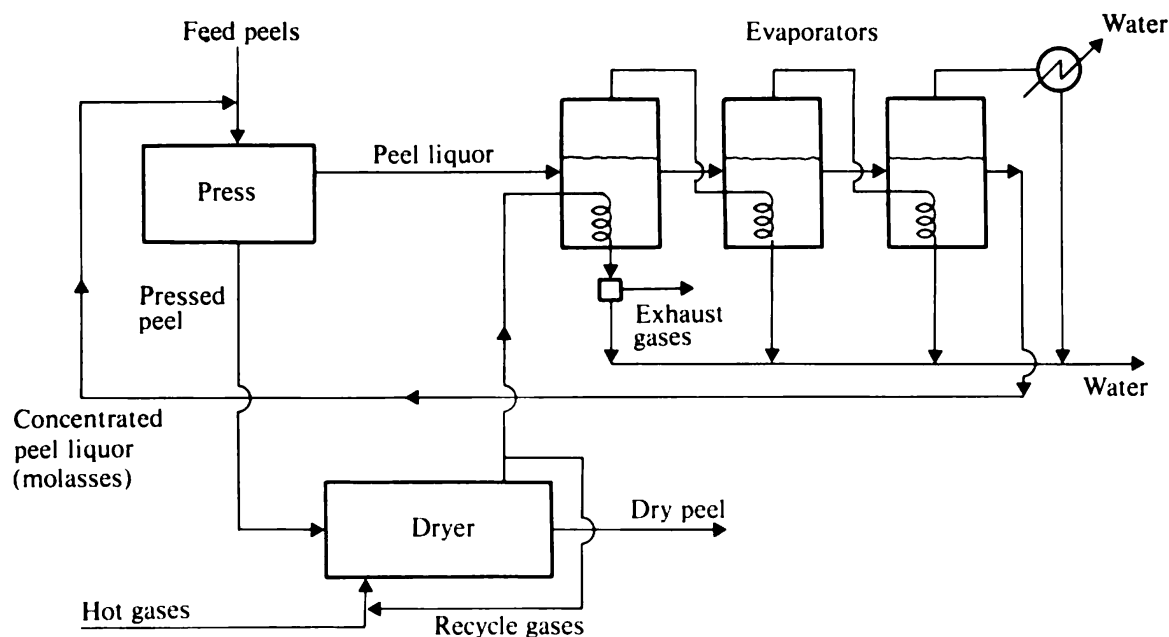 Feed peels
Evaporators
Water
Peel liquor
Press
Pressed
peel
Exhaust
gases
Water
Concentrated
peel liquor
(molasses)
Dry peel
Dryer
Hot gases
Recycle gases